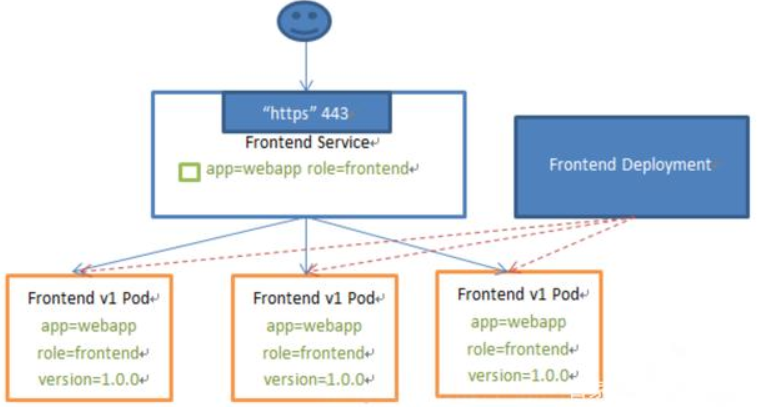 “https” 443
Frontend Service
app=webapp role=frontend
Frontend Deployment
Frontend v1 Pod
app=webapp
role=frontend
version=1.0.0
Frontend v1 Pod
app=webapp
role=frontend
version=1.0.0
Frontend v1 Pod
app=webapp
role=frontend
version=1.0.0